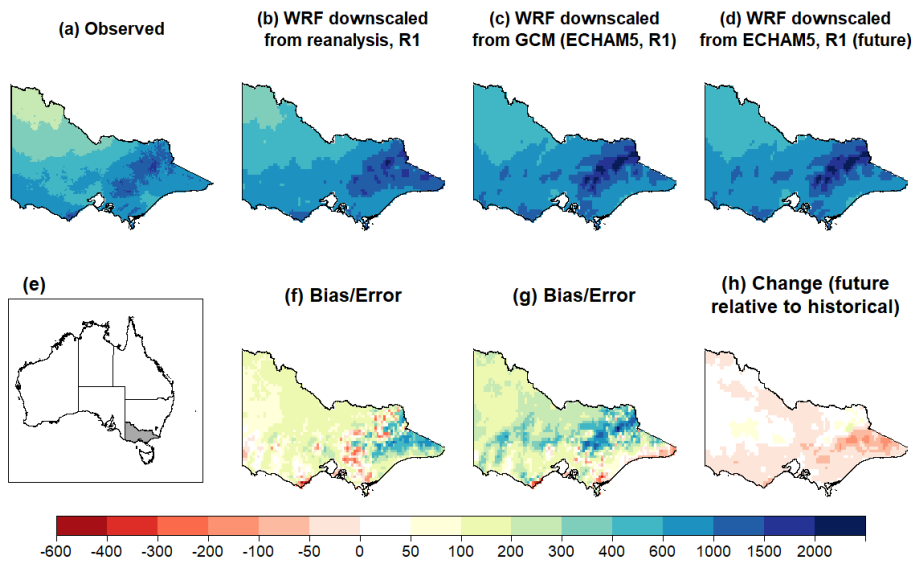 (a) Observed
(b) WRF downscaled
from reanalysis, R1
(c) WRF downscaled
from GCM (ECHAM5, R1)
(d) WRF downscaled
from ECHAM5, R1 (future)
(e)
(f) Bias/Error
(g) Bias/Error
(h) Change (future
relative to historical)
-600 -400 -300 -200 -100 -50 0 50 100 200 300 400 600 1000 1500 2000